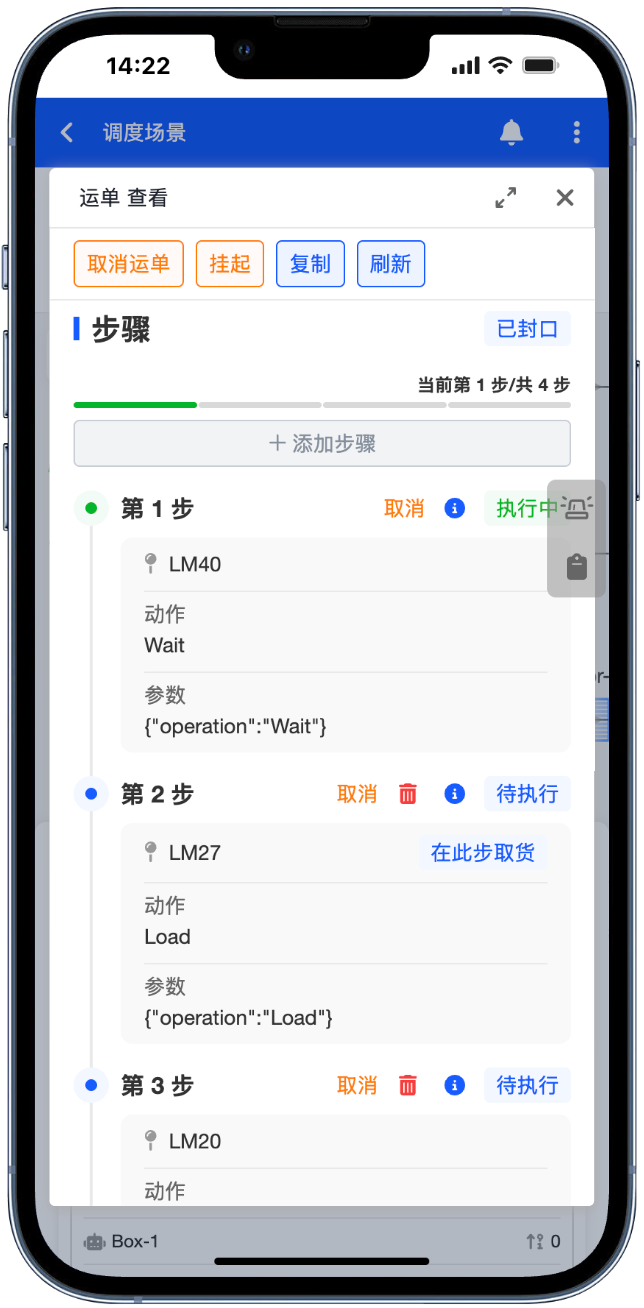 14:22
调度场景
运单 查看
取消运单 挂起 复制 刷新
步骤 已封口
当前第 1 步/共 4 步
+ 添加步骤
第 1 步 取消 执行中
LM40
动作
Wait
参数
{"operation":"Wait"}
第 2 步 取消 待执行
LM27 在此步取货
动作
Load
参数
{"operation":"Load"}
第 3 步 取消 待执行
LM20
动作
Box-1 0